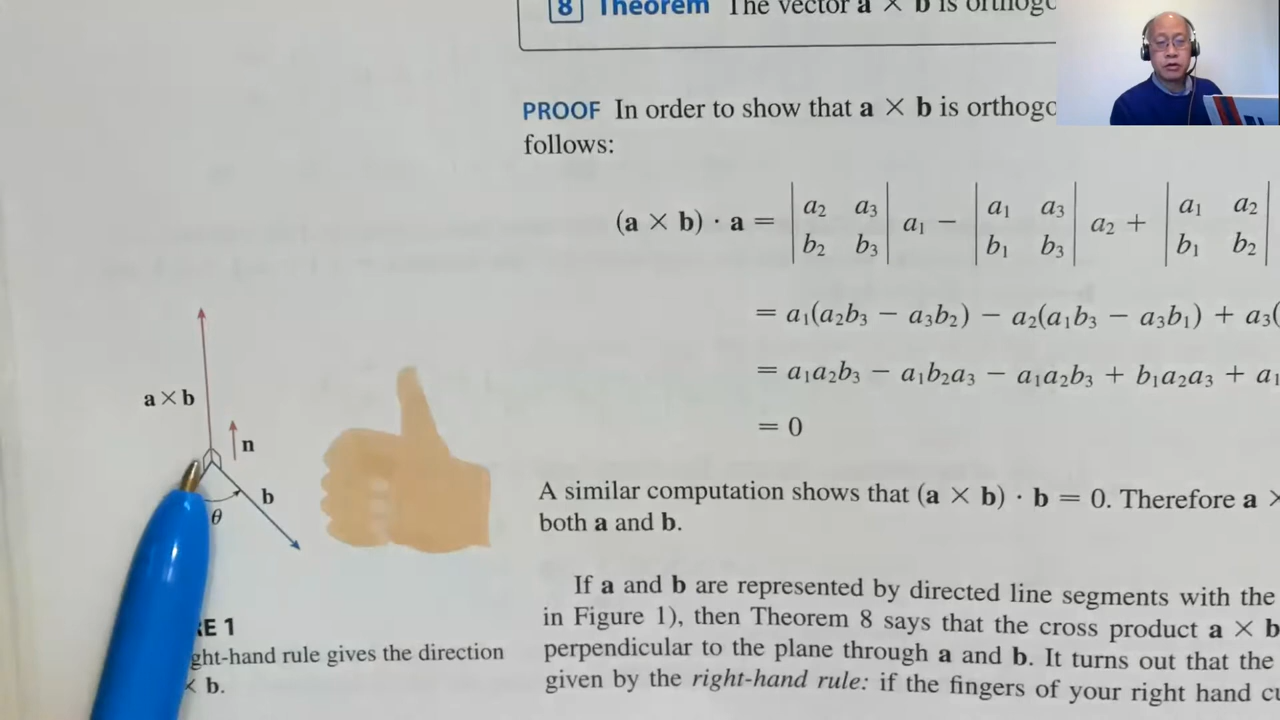 8 Theorem The vector a × b is orthogo
PROOF In order to show that a × b is orthogo
follows:
(a × b) · a = | a₂ a₃ | a₁ − | a₁ a₃ | a₂ + | a₁ a₂ |
| b₂ b₃ | | b₁ b₃ | | b₁ b₂ |
= a₁(a₂b₃ − a₃b₂) − a₂(a₁b₃ − a₃b₁) + a₃(
= a₁a₂b₃ − a₁b₂a₃ − a₁a₂b₃ + b₁a₂a₃ + a₁
= 0
a × b
n
b
θ
A similar computation shows that (a × b) · b = 0. Therefore a ×
both a and b.
If a and b are represented by directed line segments with the
in Figure 1), then Theorem 8 says that the cross product a × b
perpendicular to the plane through a and b. It turns out that the
given by the right-hand rule: if the fingers of your right hand cu
RE 1
ght-hand rule gives the direction
× b.